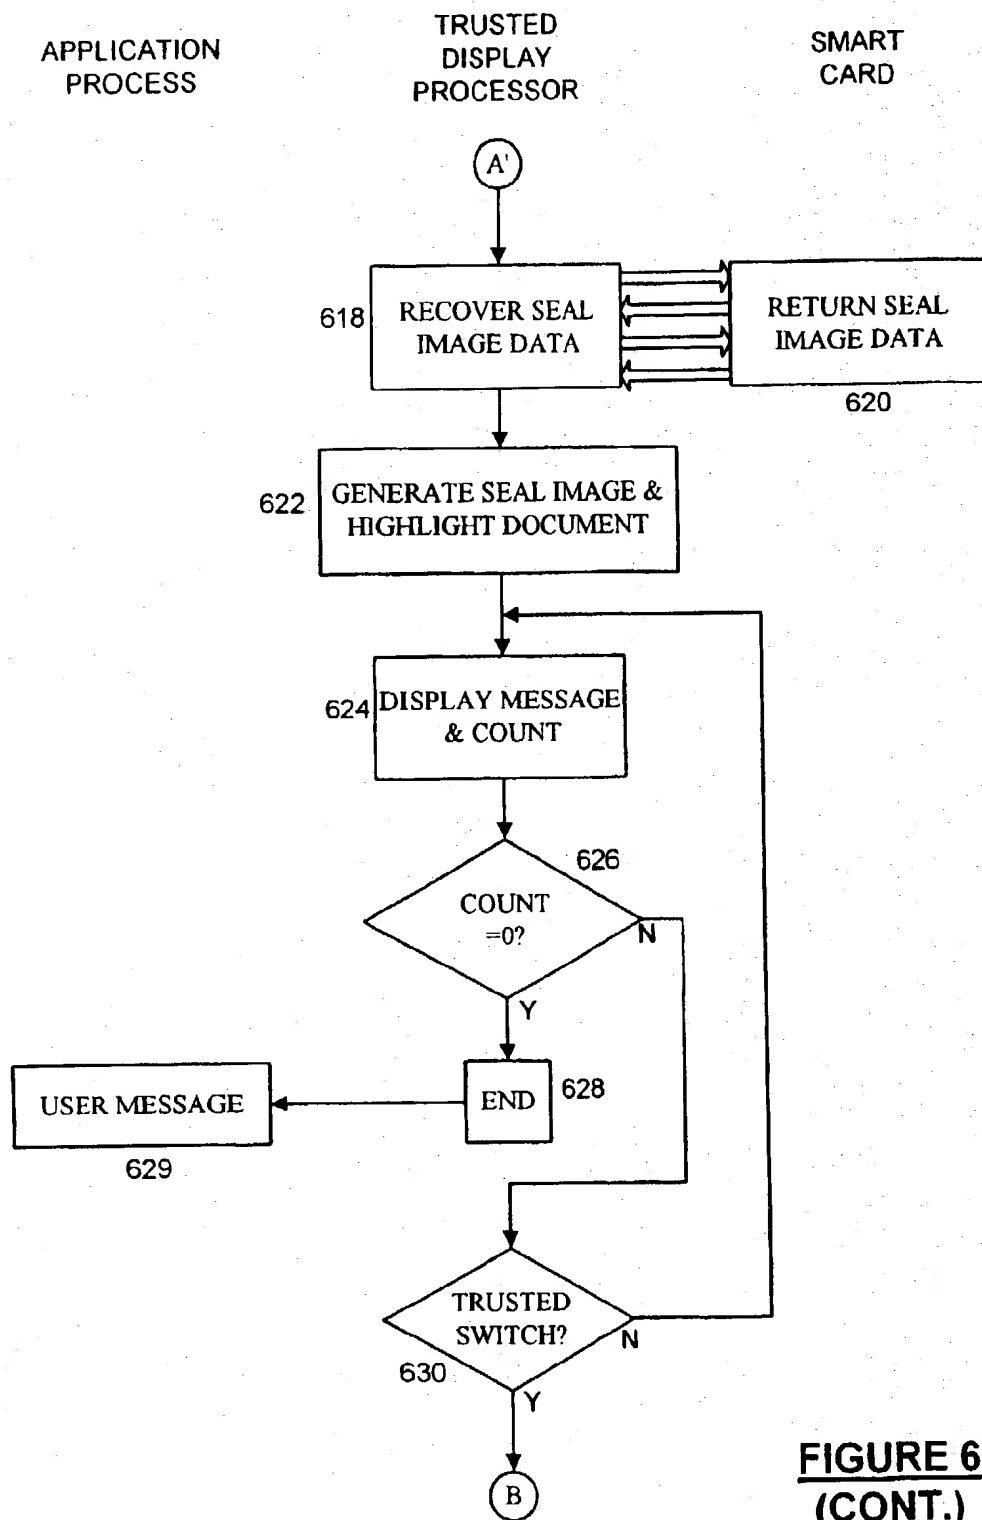 APPLICATION
PROCESS
TRUSTED
DISPLAY
PROCESSOR
SMART
CARD
A'
618
RECOVER SEAL
IMAGE DATA
RETURN SEAL
IMAGE DATA
620
622
GENERATE SEAL IMAGE &
HIGHLIGHT DOCUMENT
624
DISPLAY MESSAGE
& COUNT
626
COUNT
=0?
N
Y
USER MESSAGE
629
END
628
TRUSTED
SWITCH?
N
630
Y
B
FIGURE 6
(CONT.)